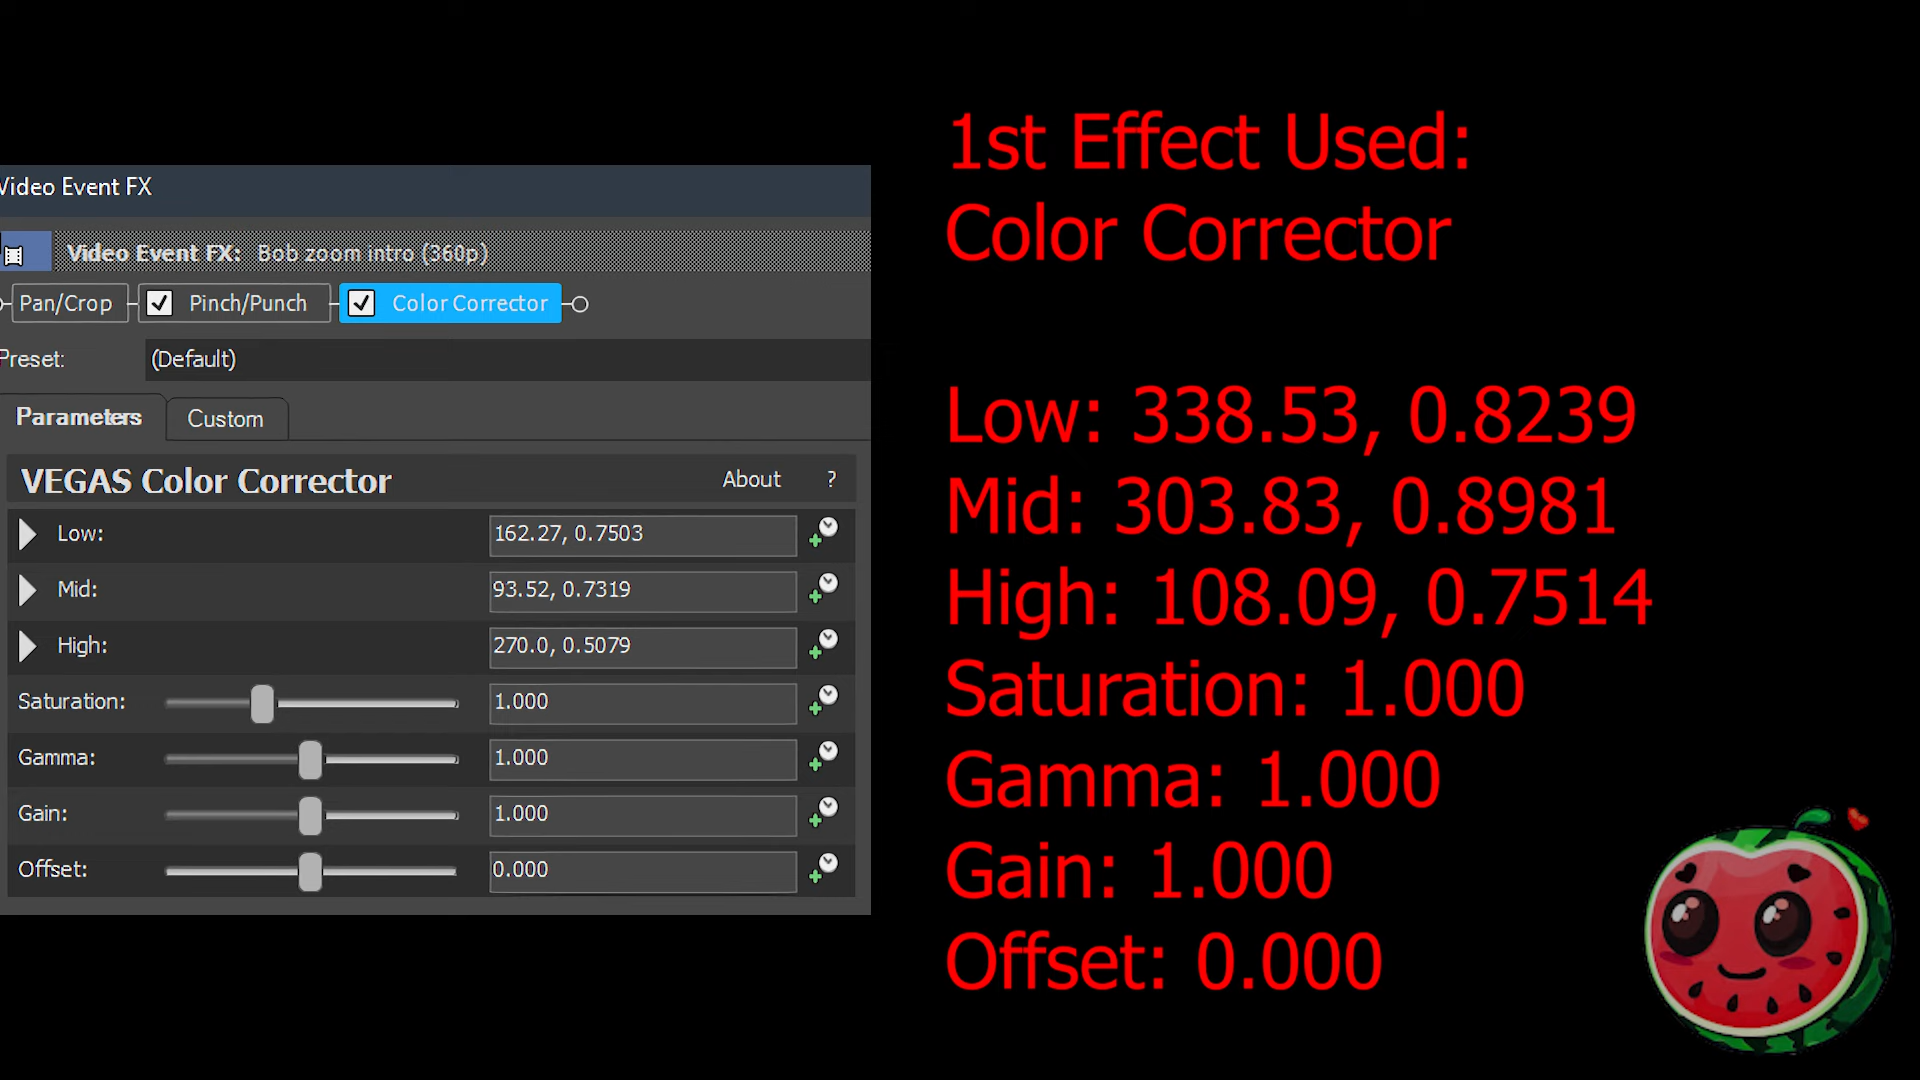 Video Event FX
Video Event FX: Bob zoom intro (360p)
Pan/Crop Pinch/Punch Color Corrector
Preset: (Default)
Parameters Custom
VEGAS Color Corrector About ?
Low: 162.27, 0.7503
Mid: 93.52, 0.7319
High: 270.0, 0.5079
Saturation: 1.000
Gamma: 1.000
Gain: 1.000
Offset: 0.000
1st Effect Used:
Color Corrector
Low: 338.53, 0.8239
Mid: 303.83, 0.8981
High: 108.09, 0.7514
Saturation: 1.000
Gamma: 1.000
Gain: 1.000
Offset: 0.000